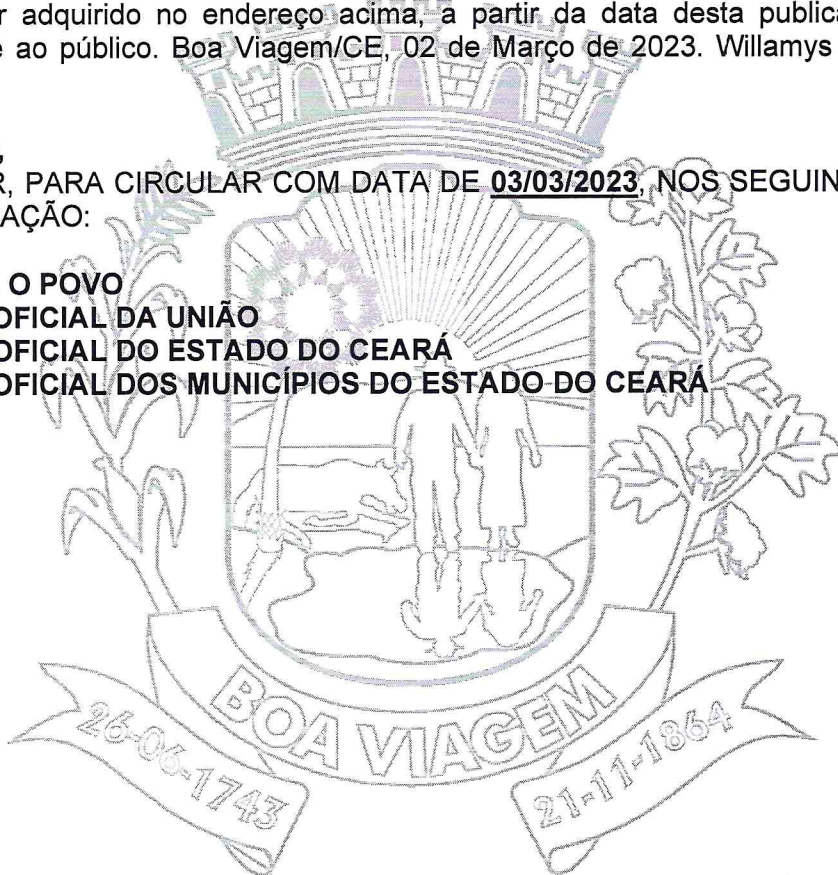 r adquirido no endereço acima, a partir da data desta public
e ao público. Boa Viagem/CE, 02 de Março de 2023. Willamys
R, PARA CIRCULAR COM DATA DE 03/03/2023, NOS SEGUIN
AÇÃO:
O POVO
OFICIAL DA UNIÃO
OFICIAL DO ESTADO DO CEARÁ
OFICIAL DOS MUNICÍPIOS DO ESTADO DO CEARÁ
BOA VIAGEM
26-06-1743
21-11-1864